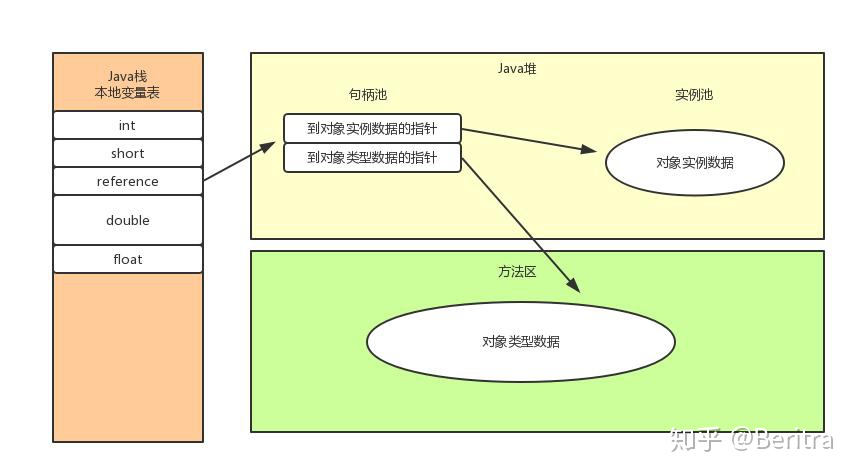 Java栈
本地变量表
int
short
reference
double
float
Java堆
句柄池
实例池
到对象实例数据的指针
到对象类型数据的指针
对象实例数据
方法区
对象类型数据
知乎 @Beritra